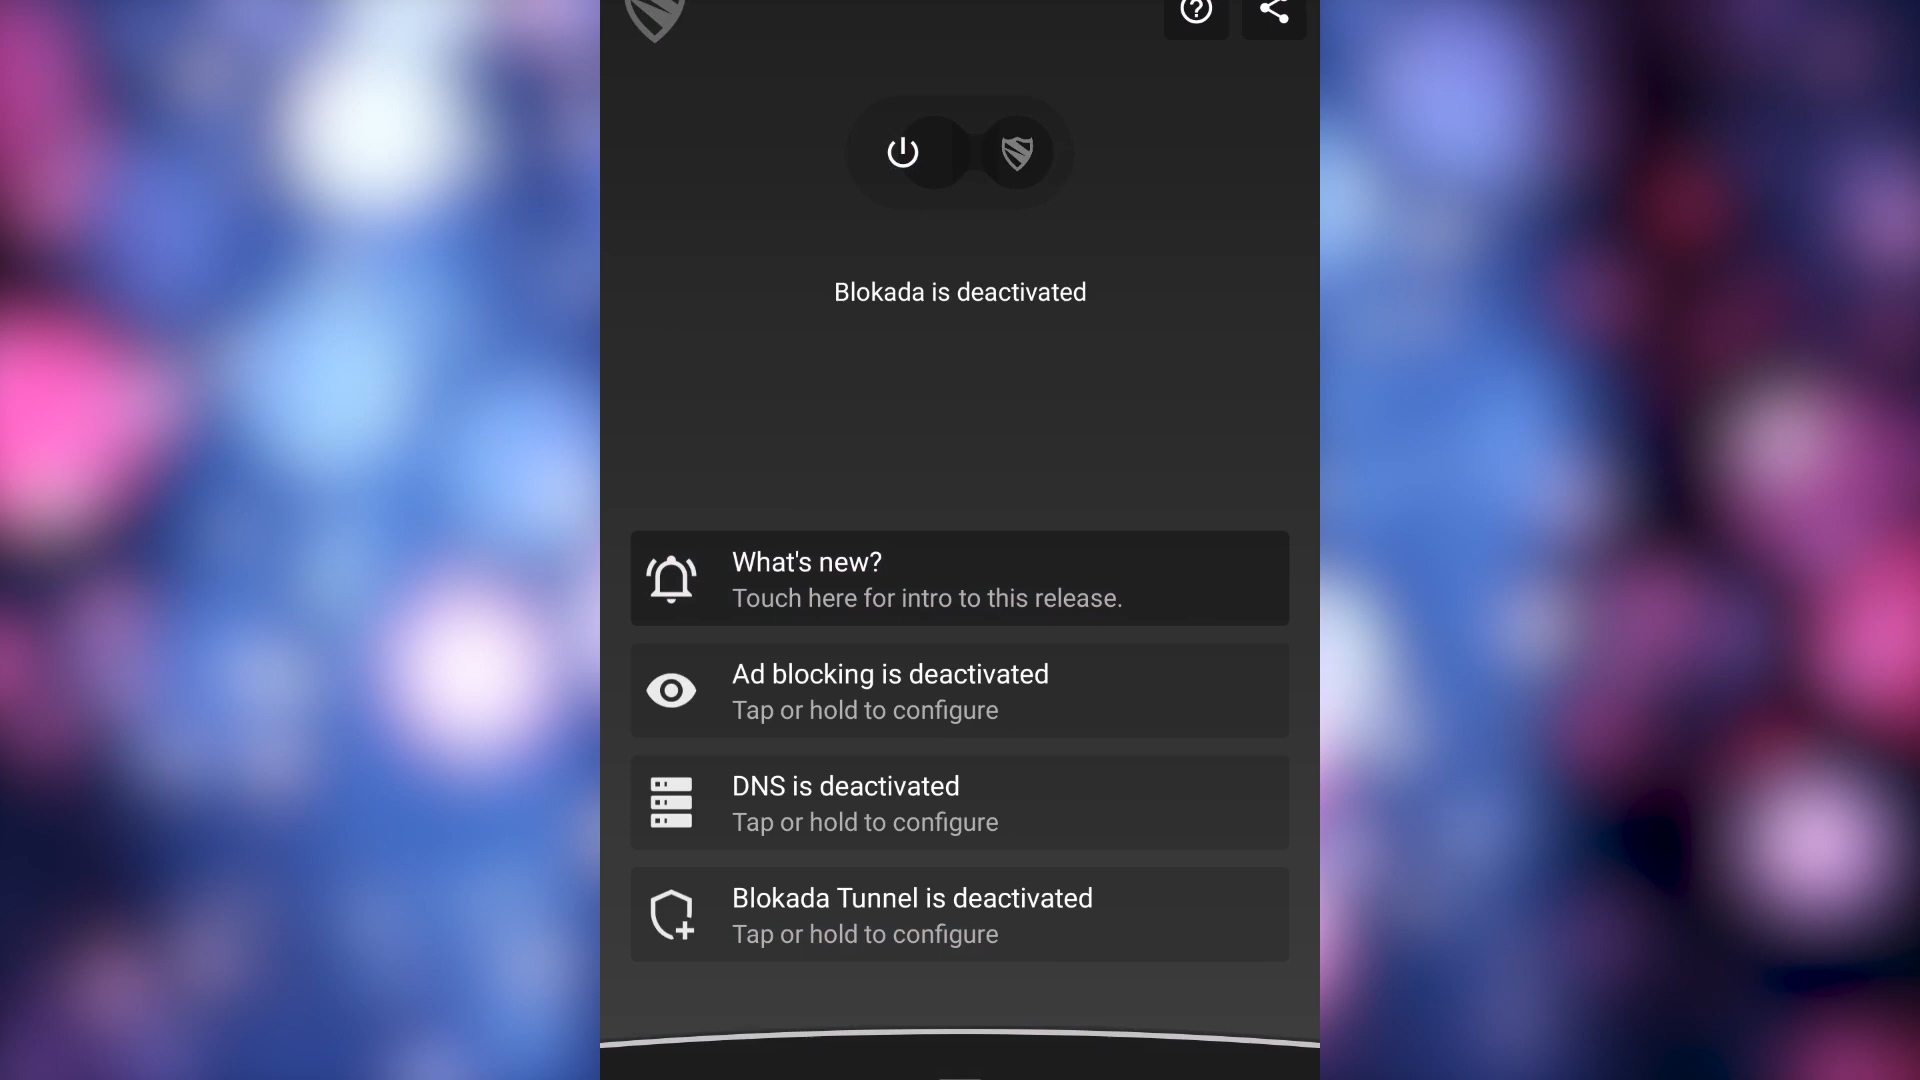 Blokada is deactivated
What's new?
Touch here for intro to this release.
Ad blocking is deactivated
Tap or hold to configure
DNS is deactivated
Tap or hold to configure
Blokada Tunnel is deactivated
Tap or hold to configure